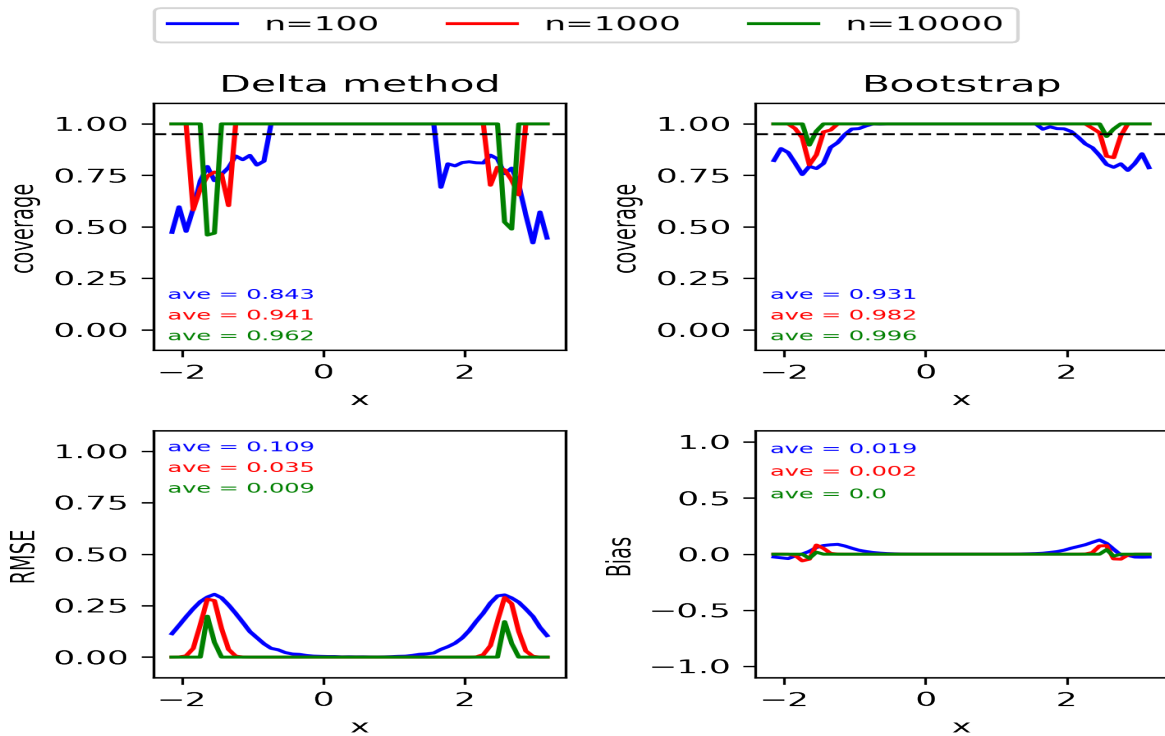 n=100 n=1000 n=10000
Delta method
1.00
0.75
0.50
0.25
0.00
coverage
ave = 0.843
ave = 0.941
ave = 0.962
−2 0 2
x
Bootstrap
1.00
0.75
0.50
0.25
0.00
coverage
ave = 0.931
ave = 0.982
ave = 0.996
−2 0 2
x
1.00
0.75
0.50
0.25
0.00
RMSE
ave = 0.109
ave = 0.035
ave = 0.009
−2 0 2
x
1.0
0.5
0.0
−0.5
−1.0
Bias
ave = 0.019
ave = 0.002
ave = 0.0
−2 0 2
x